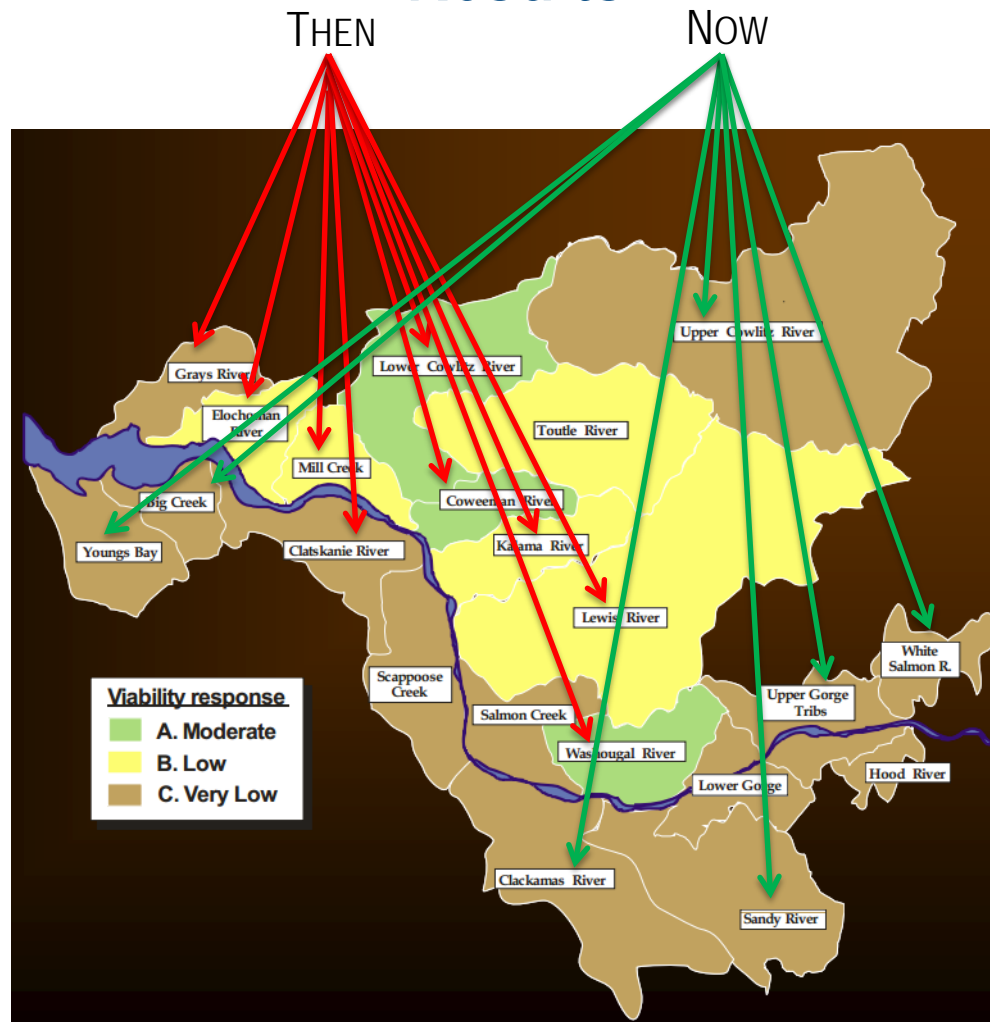 THEN
NOW
Upper Cowlitz River
Lower Cowlitz River
Grays River
Elochoman
River
Toutle River
Mill Creek
Big Creek
Coweeman River
Youngs Bay
Clatskanie River
Kalama River
Lewis River
White
Salmon R.
Scappoose
Creek
Upper Gorge
Tribs
Salmon Creek
Washougal River
Hood River
Lower Gorge
Viability response
A. Moderate
B. Low
C. Very Low
Clackamas River
Sandy River